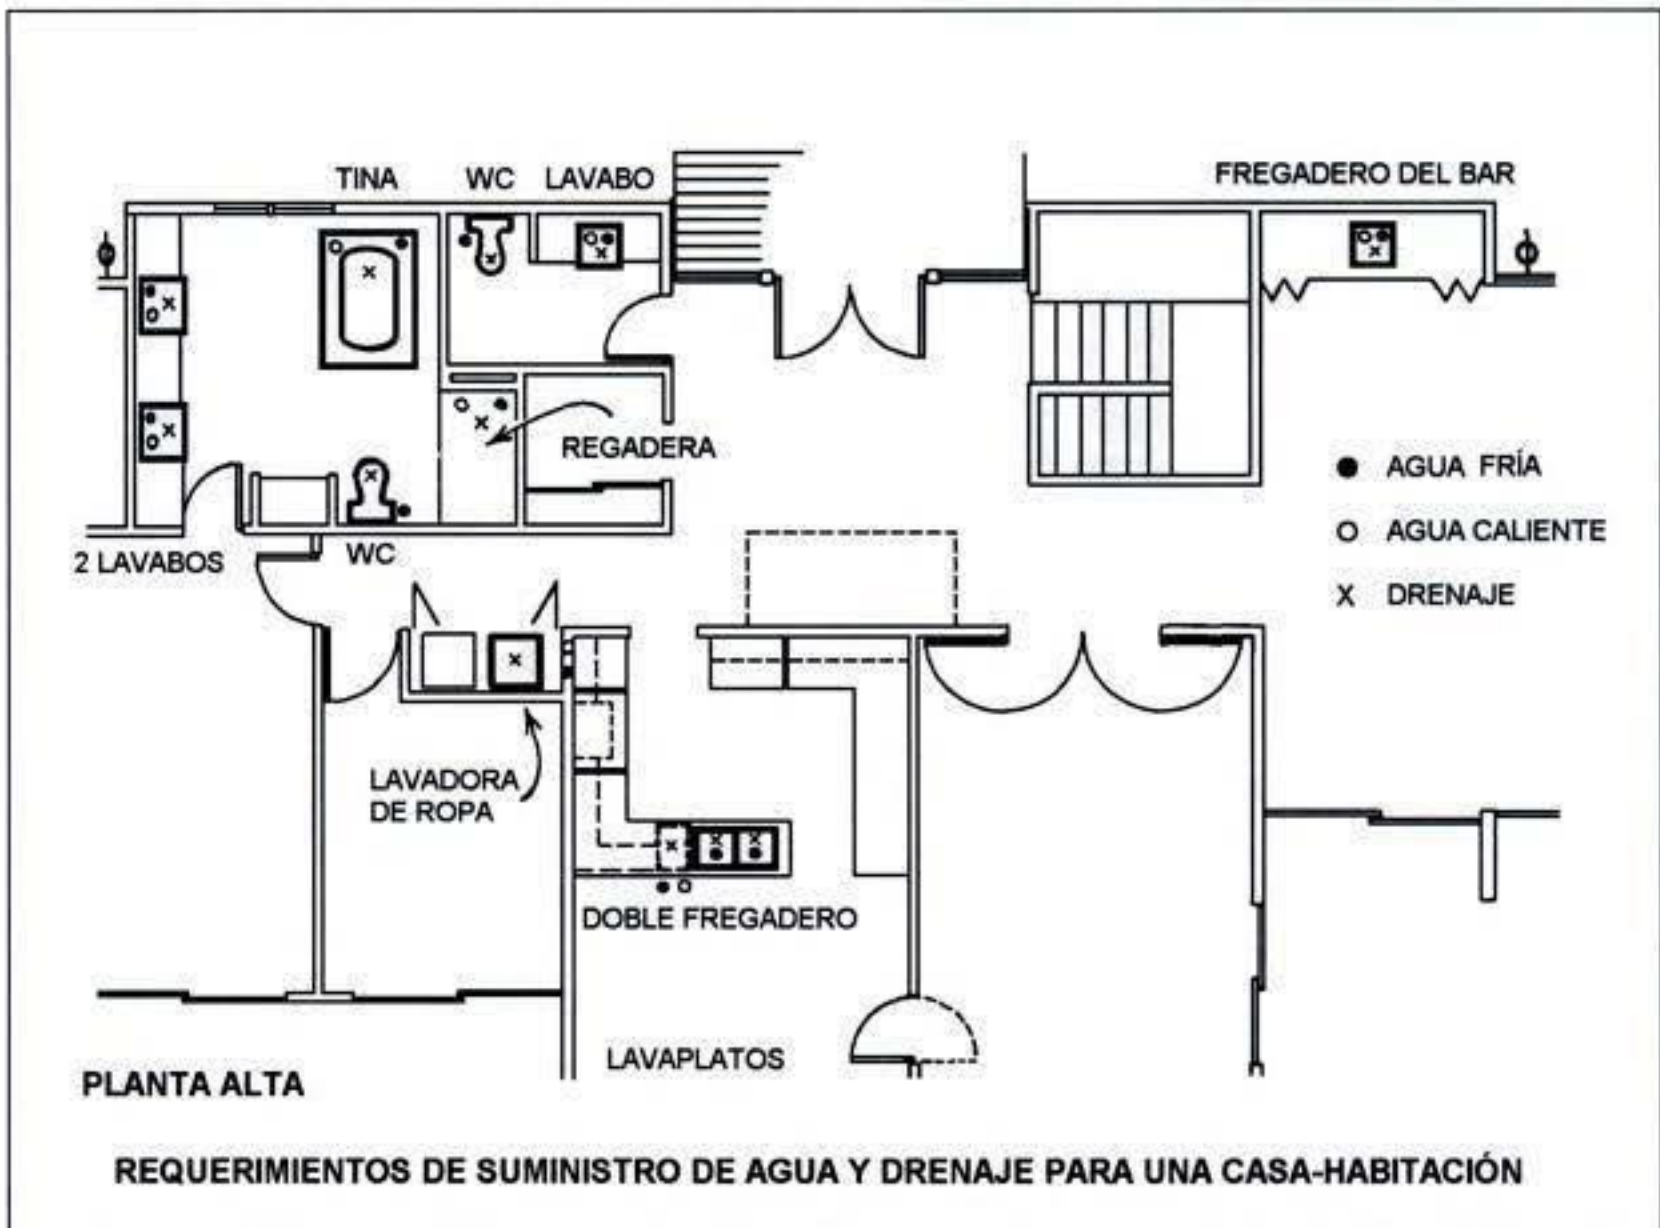 TINA
WC
LAVABO
FREGADERO DEL BAR
REGADERA
AGUA FRÍA
AGUA CALIENTE
X DRENAJE
2 LAVABOS
WC
LAVADORA
DE ROPA
DOBLE FREGADERO
LAVAPLATOS
PLANTA ALTA
REQUERIMIENTOS DE SUMINISTRO DE AGUA Y DRENAJE PARA UNA CASA-HABITACIÓN